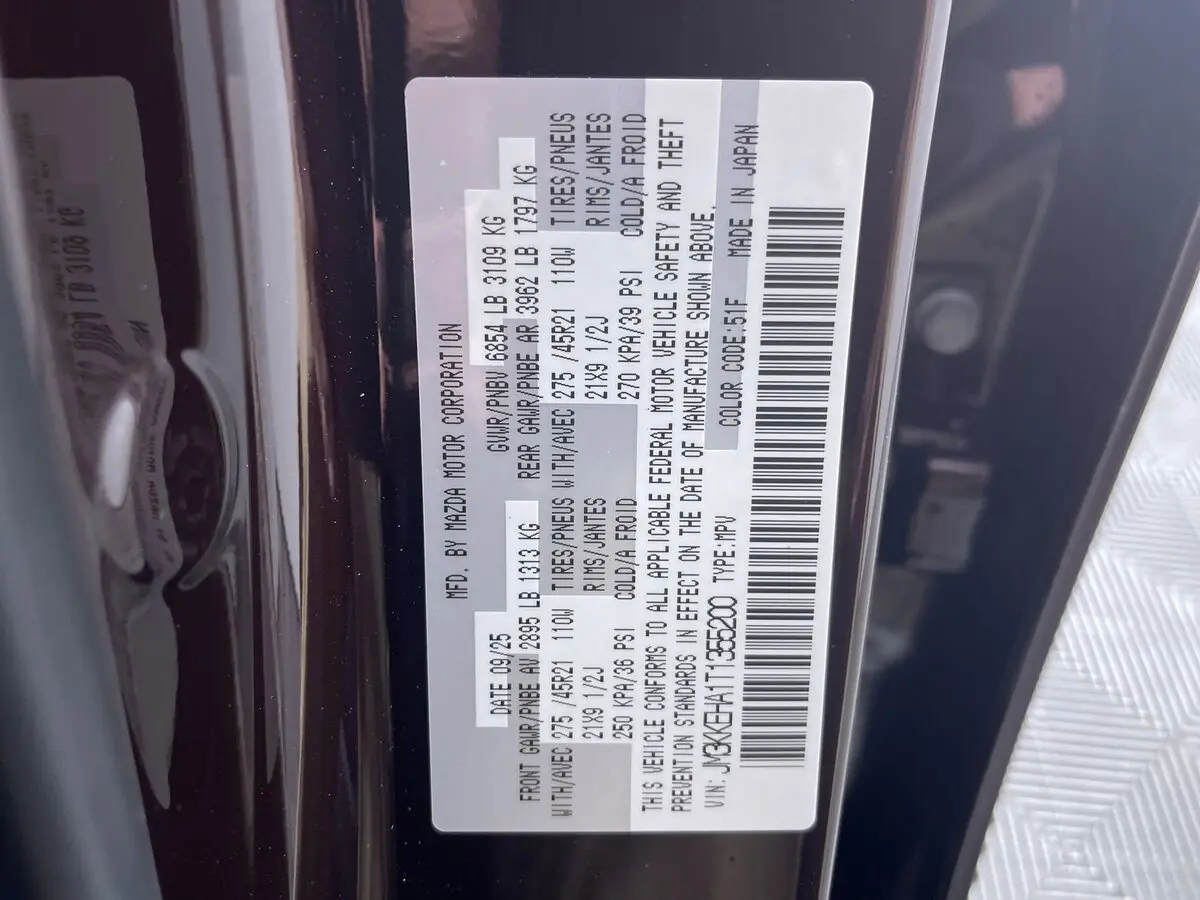 MFD. BY MAZDA MOTOR CORPORATION
DATE 09/25 GVWR/PNBV 6854 LB 3109 KG
FRONT GAWR/PNBE AV 2895 LB 1313 KG REAR GAWR/PNBE AR 3962 LB 1797 KG
WITH/AVEC 275 /45R21 110W TIRES/PNEUS WITH/AVEC 275 /45R21 110W TIRES/PNEUS
21X9 1/2J RIMS/JANTES 21X9 1/2J RIMS/JANTES
250 KPA/36 PSI COLD/A FROID 270 KPA/39 PSI COLD/A FROID
THIS VEHICLE CONFORMS TO ALL APPLICABLE FEDERAL MOTOR VEHICLE SAFETY AND THEFT
PREVENTION STANDARDS IN EFFECT ON THE DATE OF MANUFACTURE SHOWN ABOVE.
VIN: JM3KKEHA1T1355200 TYPE:MPV COLOR CODE:51F MADE IN JAPAN